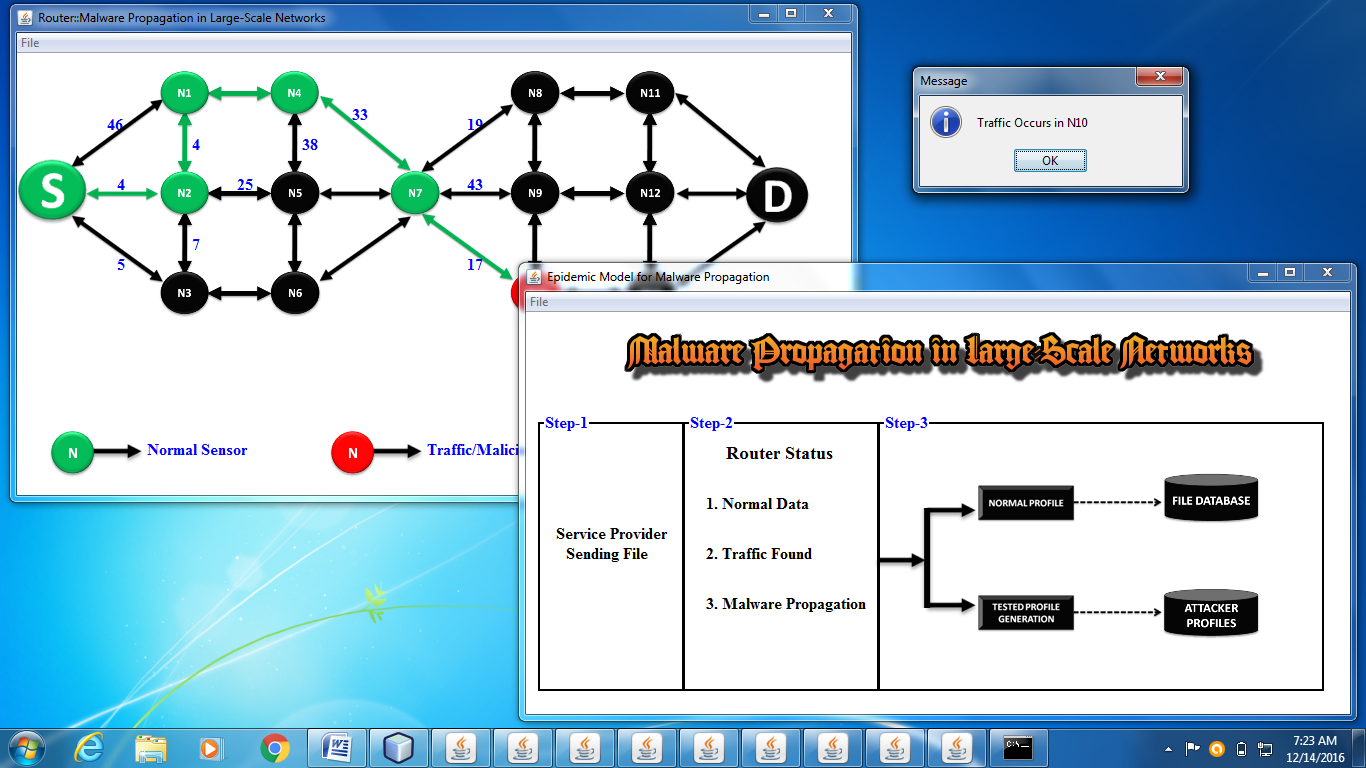 Router::Malware Propagation in Large-Scale Networks
File
N1
N4
N8
N11
46
33
19
4
38
S
4
N2
25
N5
N7
43
N9
N12
D
7
5
17
N3
N6
N
Normal Sensor
N
Traffic/Malici
Message
Traffic Occurs in N10
OK
Epidemic Model for Malware Propagation
File
Malware Propagation in Large-Scale Networks
Step-1
Service Provider
Sending File
Step-2
Router Status
1. Normal Data
2. Traffic Found
3. Malware Propagation
Step-3
NORMAL PROFILE
FILE DATABASE
TESTED PROFILE
GENERATION
ATTACKER
PROFILES
7:23 AM
12/14/2016